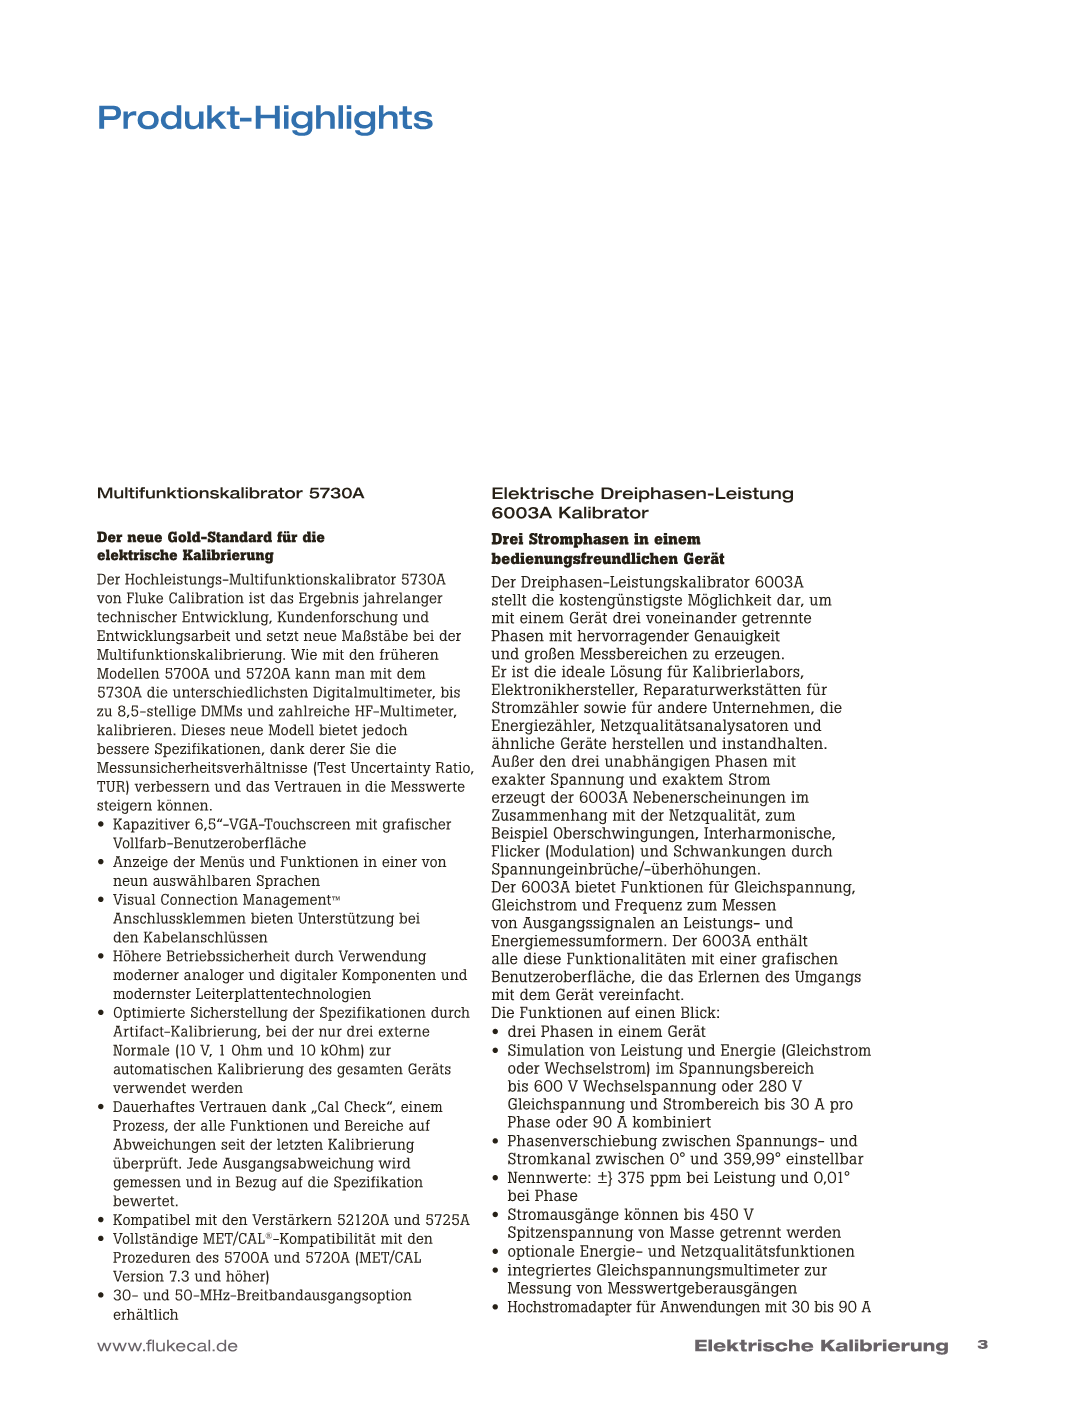 Produkt-Highlights
Multifunktionskalibrator 5730A
Der neue Gold-Standard für die
elektrische Kalibrierung
Der Hochleistungs-Multifunktionskalibrator 5730A
von Fluke Calibration ist das Ergebnis jahrelanger
technischer Entwicklung, Kundenforschung und
Entwicklungsarbeit und setzt neue Maßstäbe bei der
Multifunktionskalibrierung. Wie mit den früheren
Modellen 5700A und 5720A kann man mit dem
5730A die unterschiedlichsten Digitalmultimeter, bis
zu 8,5-stellige DMMs und zahlreiche HF-Multimeter,
kalibrieren. Dieses neue Modell bietet jedoch
bessere Spezifikationen, dank derer Sie die
Messunsicherheitsverhältnisse (Test Uncertainty Ratio,
TUR) verbessern und das Vertrauen in die Messwerte
steigern können.
• Kapazitiver 6,5“-VGA-Touchscreen mit grafischer
Vollfarb-Benutzeroberfläche
• Anzeige der Menüs und Funktionen in einer von
neun auswählbaren Sprachen
• Visual Connection Management™
Anschlussklemmen bieten Unterstützung bei
den Kabelanschlüssen
• Höhere Betriebssicherheit durch Verwendung
moderner analoger und digitaler Komponenten und
modernster Leiterplattentechnologien
• Optimierte Sicherstellung der Spezifikationen durch
Artifact-Kalibrierung, bei der nur drei externe
Normale (10 V, 1 Ohm und 10 kOhm) zur
automatischen Kalibrierung des gesamten Geräts
verwendet werden
• Dauerhaftes Vertrauen dank „Cal Check“, einem
Prozess, der alle Funktionen und Bereiche auf
Abweichungen seit der letzten Kalibrierung
überprüft. Jede Ausgangsabweichung wird
gemessen und in Bezug auf die Spezifikation
bewertet.
• Kompatibel mit den Verstärkern 52120A und 5725A
• Vollständige MET/CAL®-Kompatibilität mit den
Prozeduren des 5700A und 5720A (MET/CAL
Version 7.3 und höher)
• 30- und 50-MHz-Breitbandausgangsoption
erhältlich
Elektrische Dreiphasen-Leistung
6003A Kalibrator
Drei Stromphasen in einem
bedienungsfreundlichen Gerät
Der Dreiphasen-Leistungskalibrator 6003A
stellt die kostengünstigste Möglichkeit dar, um
mit einem Gerät drei voneinander getrennte
Phasen mit hervorragender Genauigkeit
und großen Messbereichen zu erzeugen.
Er ist die ideale Lösung für Kalibrierlabors,
Elektronikhersteller, Reparaturwerkstätten für
Stromzähler sowie für andere Unternehmen, die
Energiezähler, Netzqualitätsanalysatoren und
ähnliche Geräte herstellen und instandhalten.
Außer den drei unabhängigen Phasen mit
exakter Spannung und exaktem Strom
erzeugt der 6003A Nebenerscheinungen im
Zusammenhang mit der Netzqualität, zum
Beispiel Oberschwingungen, Interharmonische,
Flicker (Modulation) und Schwankungen durch
Spannungeinbrüche/-überhöhungen.
Der 6003A bietet Funktionen für Gleichspannung,
Gleichstrom und Frequenz zum Messen
von Ausgangssignalen an Leistungs- und
Energiemessumformern. Der 6003A enthält
alle diese Funktionalitäten mit einer grafischen
Benutzeroberfläche, die das Erlernen des Umgangs
mit dem Gerät vereinfacht.
Die Funktionen auf einen Blick:
• drei Phasen in einem Gerät
• Simulation von Leistung und Energie (Gleichstrom
oder Wechselstrom) im Spannungsbereich
bis 600 V Wechselspannung oder 280 V
Gleichspannung und Strombereich bis 30 A pro
Phase oder 90 A kombiniert
• Phasenverschiebung zwischen Spannungs- und
Stromkanal zwischen 0° und 359,99° einstellbar
• Nennwerte: ±} 375 ppm bei Leistung und 0,01°
bei Phase
• Stromausgänge können bis 450 V
Spitzenspannung von Masse getrennt werden
• optionale Energie- und Netzqualitätsfunktionen
• integriertes Gleichspannungsmultimeter zur
Messung von Messwertgeberausgängen
• Hochstromadapter für Anwendungen mit 30 bis 90 A
www.flukecal.de
Elektrische Kalibrierung 3